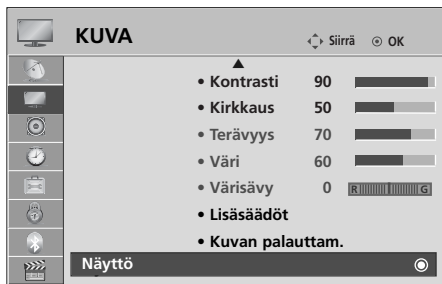 KUVA Siirrä OK
• Kontrasti 90
• Kirkkaus 50
• Terävyys 70
• Väri 60
• Värisävy 0 R G
• Lisäsäädöt
• Kuvan palauttam.
Näyttö